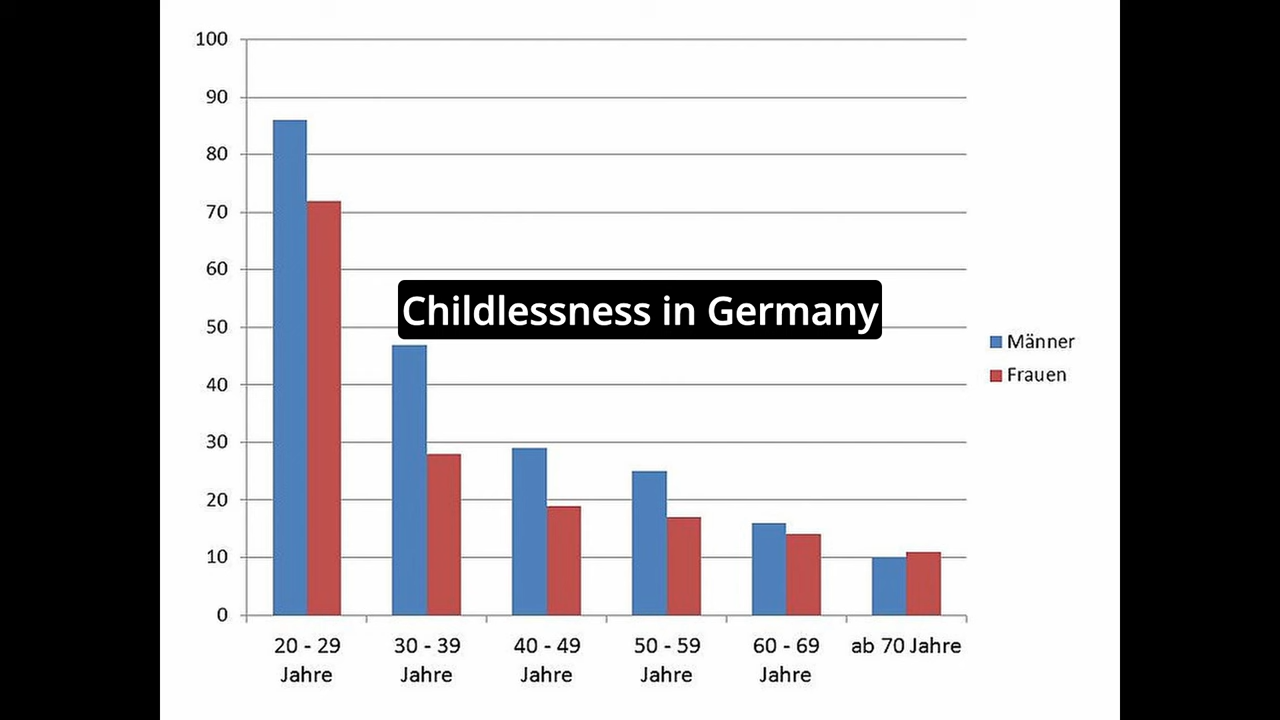 100
90
80
70
60
50
40
30
20
10
0
Childlessness in Germany
Männer
Frauen
20 - 29
Jahre
30 - 39
Jahre
40 - 49
Jahre
50 - 59
Jahre
60 - 69
Jahre
ab 70 Jahre